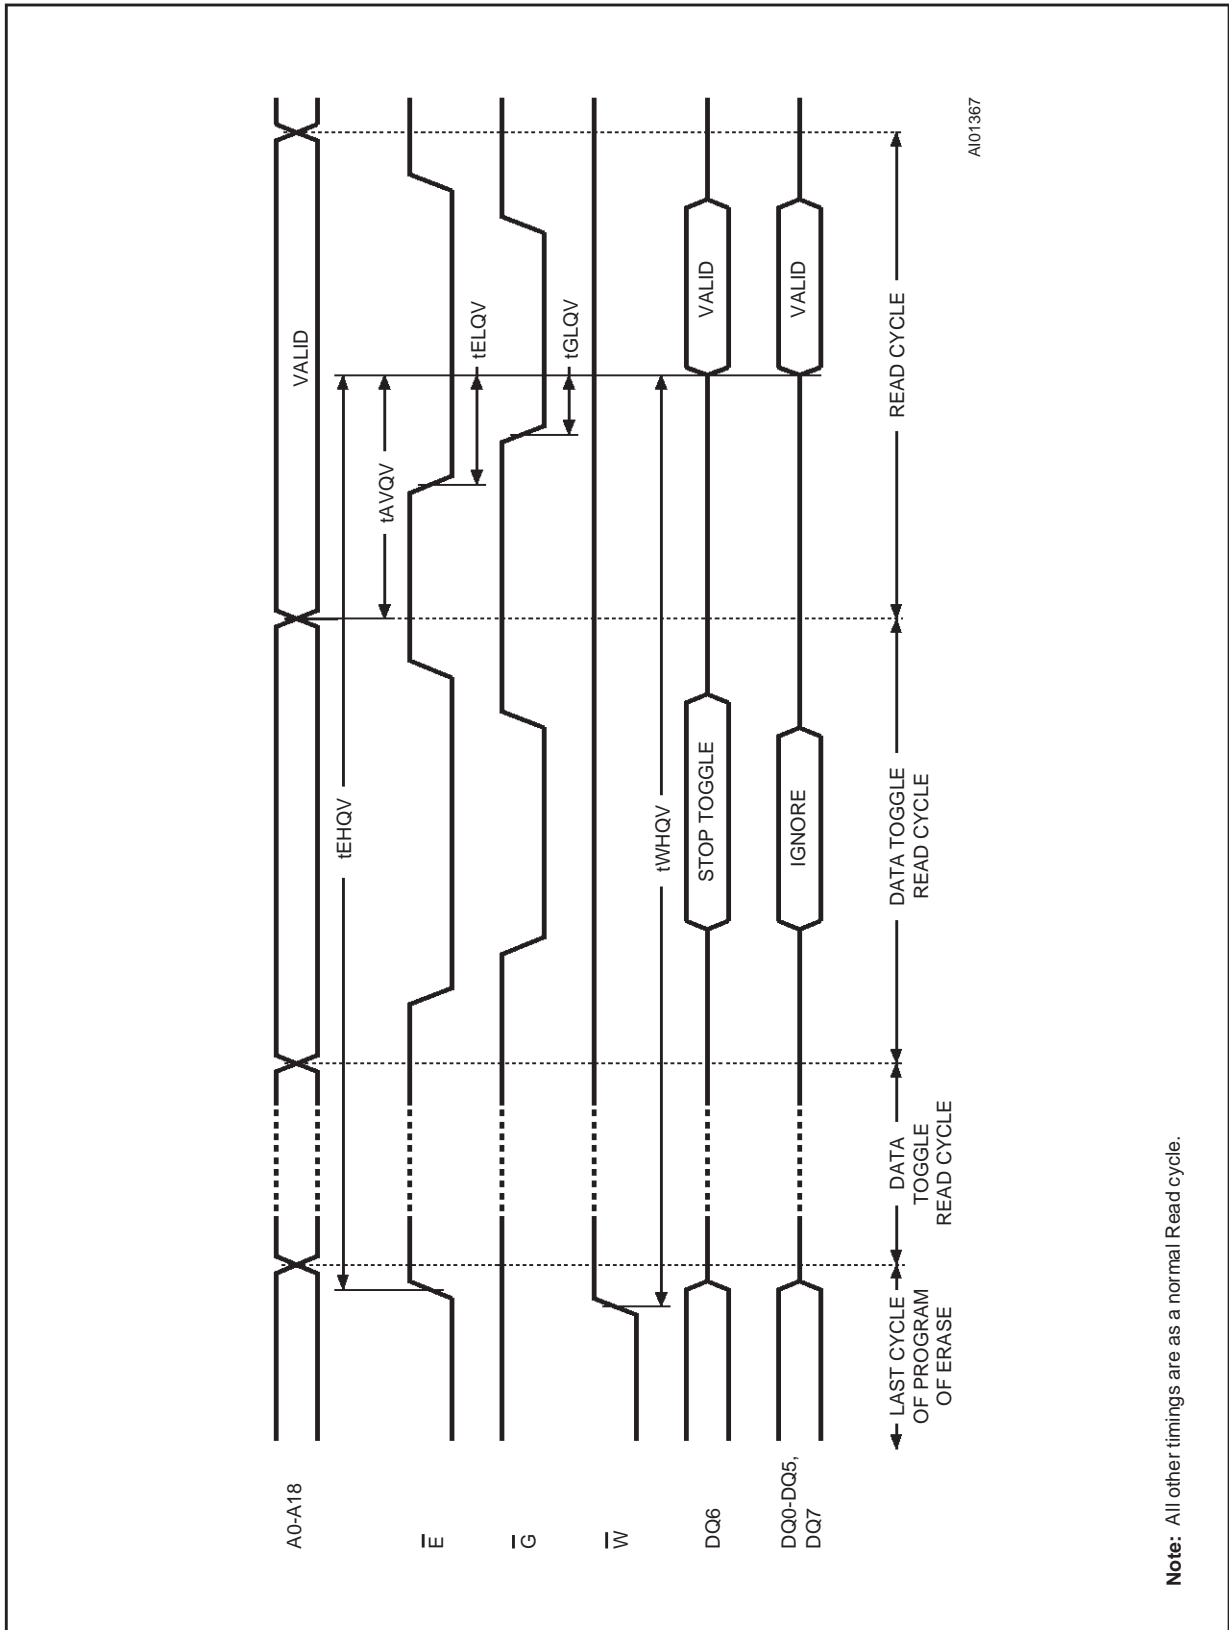 A0-A18
VALID
tEHQV
tAVQV
E
tELQV
G
tGLQV
W
tWHQV
DQ6
STOP TOGGLE
VALID
DQ0-DQ5,
DQ7
IGNORE
VALID
LAST CYCLE
OF PROGRAM
OF ERASE
DATA
TOGGLE
READ CYCLE
DATA TOGGLE
READ CYCLE
READ CYCLE
AI01367
Note: All other timings are as a normal Read cycle.